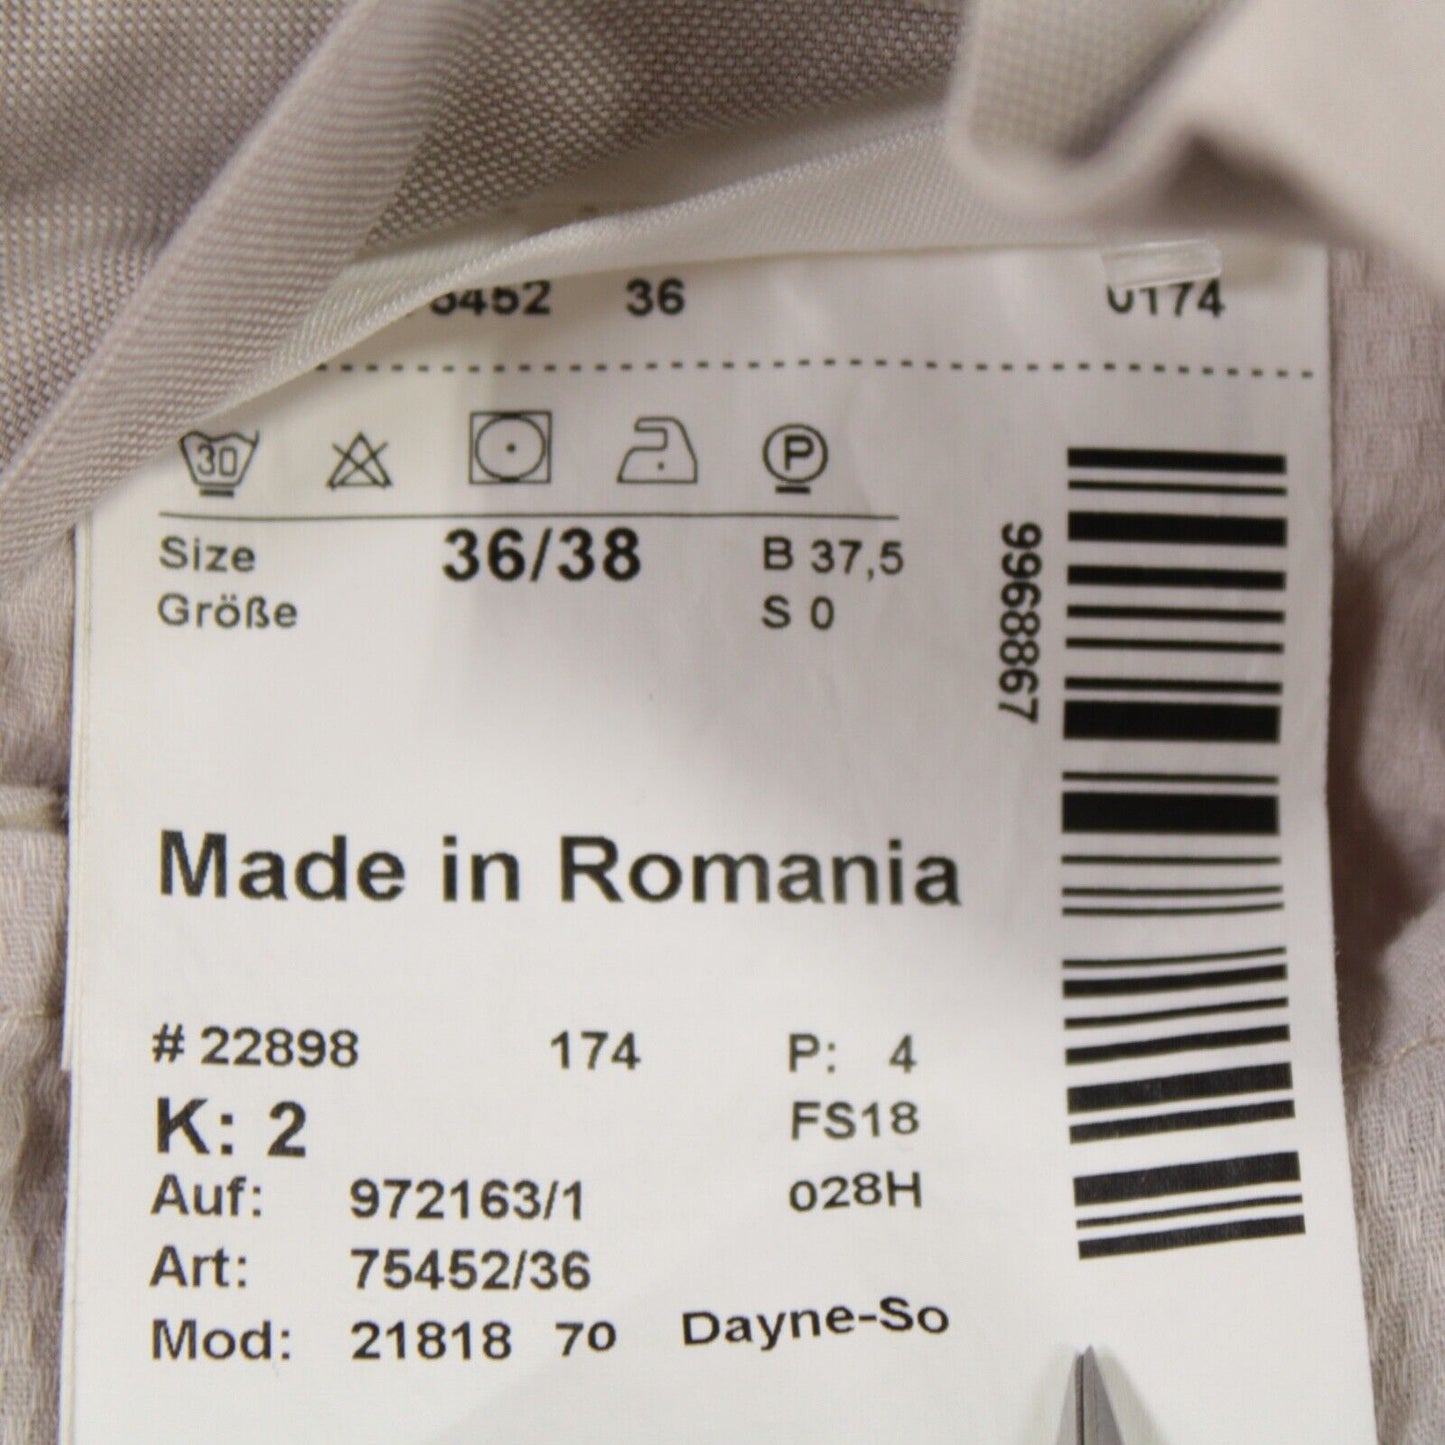 5452 36 0174
30 P
Size 36/38 B 37,5
Größe S 0
9968867
Made in Romania
# 22898 174 P: 4
K: 2 FS18
Auf: 972163/1 028H
Art: 75452/36
Mod: 21818 70 Dayne-So